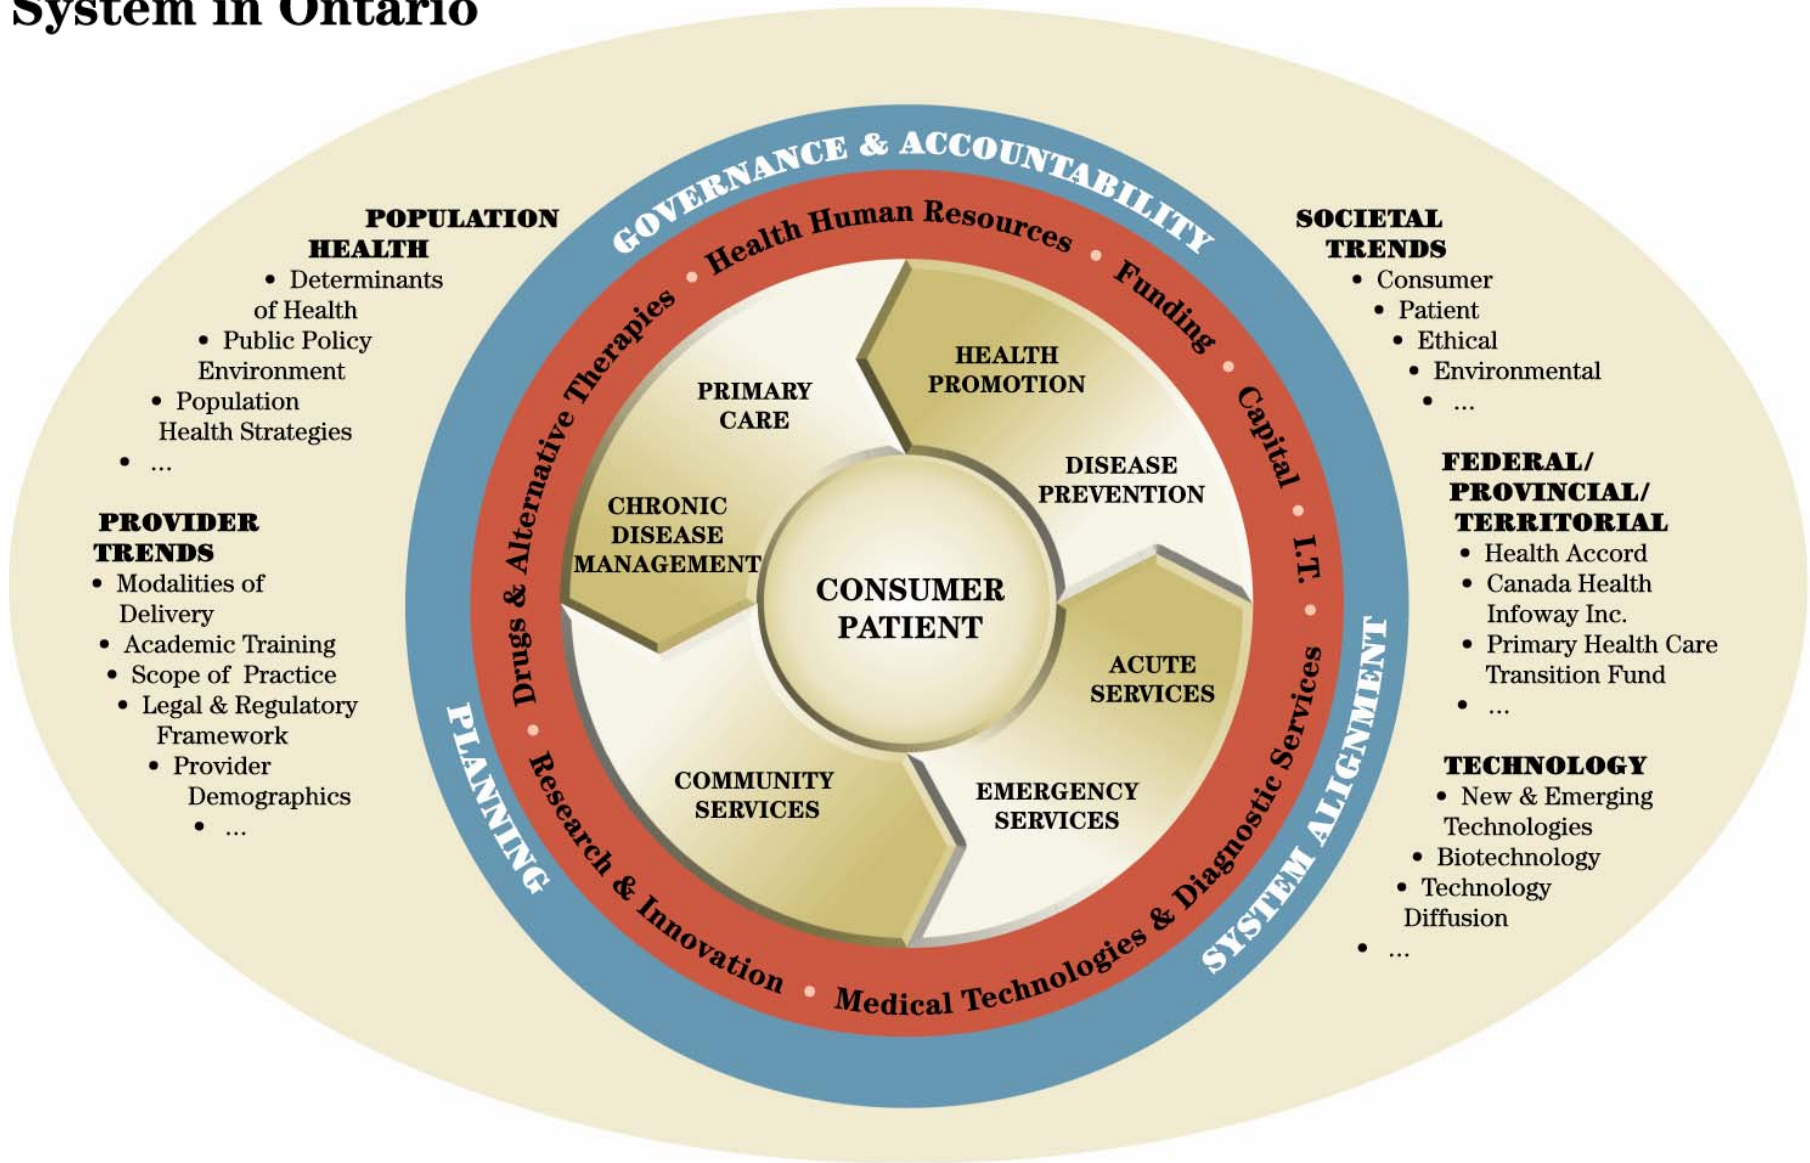 System in Ontario
POPULATION
HEALTH
• Determinants
of Health
• Public Policy
Environment
• Population
Health Strategies
• ...
PROVIDER
TRENDS
• Modalities of
Delivery
• Academic Training
• Scope of Practice
• Legal & Regulatory
Framework
• Provider
Demographics
• ...
GOVERNANCE & ACCOUNTABILITY
SYSTEM ALIGNMENT
PLANNING
Health Human Resources • Funding • Capital • I.T. • Medical Technologies & Diagnostic Services • Research & Innovation • Drugs & Alternative Therapies •
HEALTH
PROMOTION
DISEASE
PREVENTION
ACUTE
SERVICES
EMERGENCY
SERVICES
COMMUNITY
SERVICES
CHRONIC
DISEASE
MANAGEMENT
PRIMARY
CARE
CONSUMER
PATIENT
SOCIETAL
TRENDS
• Consumer
• Patient
• Ethical
• Environmental
• ...
FEDERAL/
PROVINCIAL/
TERRITORIAL
• Health Accord
• Canada Health
Infoway Inc.
• Primary Health Care
Transition Fund
• ...
TECHNOLOGY
• New & Emerging
Technologies
• Biotechnology
• Technology
Diffusion
• ...